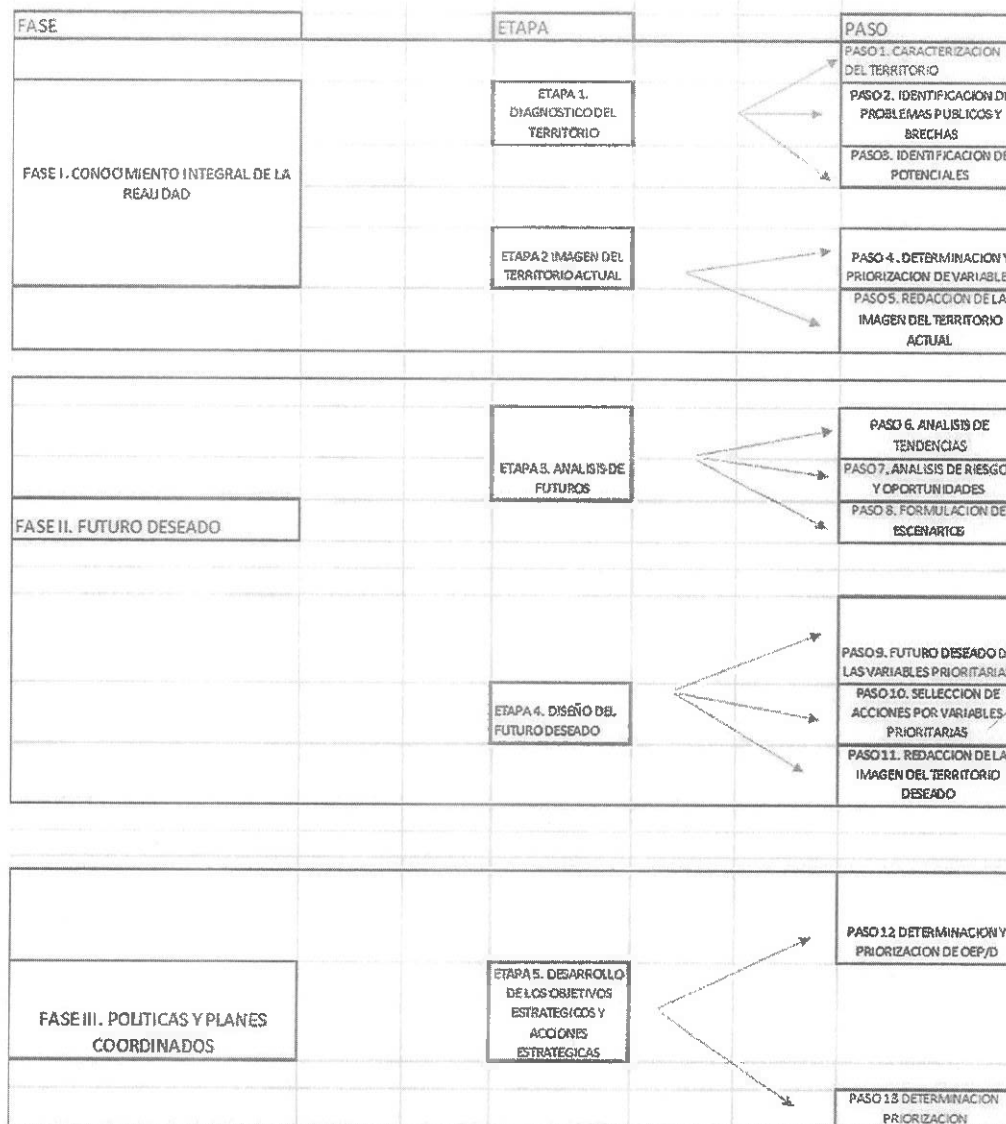 FASE
ETAPA
PASO
PASO 1. CARACTERIZACION
DEL TERRITORIO
ETAPA 1.
DIAGNOSTICO DEL
TERRITORIO
PASO 2. IDENTIFICACION DE
PROBLEMAS PUBLICOS Y
BRECHAS
PASO3. IDENTIFICACION DE
POTENCIALES
FASE I. CONOCIMIENTO INTEGRAL DE LA
REALIDAD
ETAPA 2 IMAGEN DEL
TERRITORIO ACTUAL
PASO 4. DETERMINACION Y
PRIORIZACION DE VARIABLE
PASO 5. REDACCION DE LA
IMAGEN DEL TERRITORIO
ACTUAL
ETAPA 3. ANALISIS DE
FUTUROS
PASO 6. ANALISIS DE
TENDENCIAS
PASO 7. ANALISIS DE RIESGO
Y OPORTUNIDADES
PASO 8. FORMULACION DE
ESCENARIOS
FASE II. FUTURO DESEADO
ETAPA 4. DISEÑO DEL
FUTURO DESEADO
PASO 9. FUTURO DESEADO D
LAS VARIABLES PRIORITARIA
PASO 10. SELLECCION DE
ACCIONES POR VARIABLES
PRIORITARIAS
PASO 11. REDACCION DE LA
IMAGEN DEL TERRITORIO
DESEADO
FASE III. POLITICAS Y PLANES
COORDINADOS
ETAPA 5. DESARROLLO
DE LOS OBJETIVOS
ESTRATEGICOS Y
ACCIONES
ESTRATEGICAS
PASO 12 DETERMINACION Y
PRIORIZACION DE OEP/D
PASO 13 DETERMINACION
PRIORIZACION